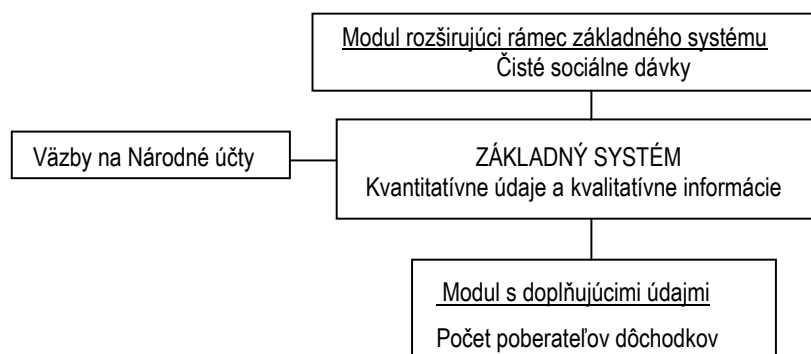 Modul rozširujúci rámec základného systému
Čisté sociálne dávky
Väzby na Národné účty
ZÁKLADNÝ SYSTÉM
Kvantitatívne údaje a kvalitatívne informácie
Modul s doplňujúcimi údajmi
Počet poberateľov dôchodkov